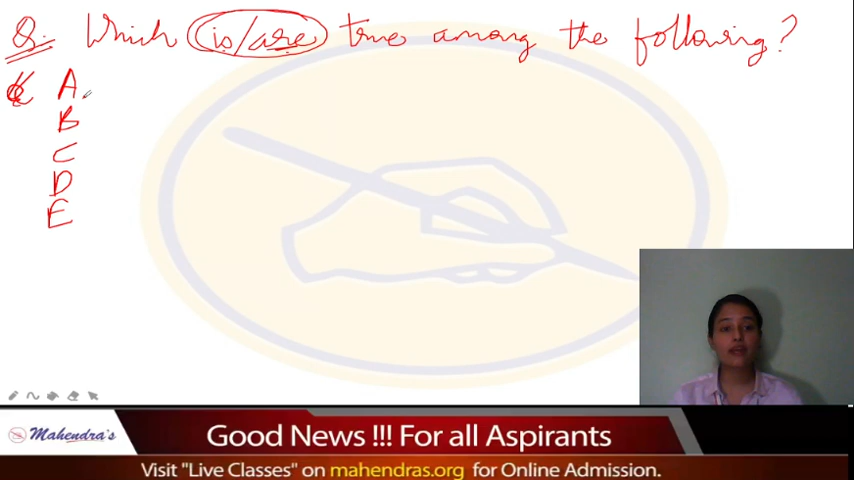 Q. Which is/are true among the following?
A.
B
C
D
E
Mahendra's
Good News !!! For all Aspirants
Visit "Live Classes" on mahendras.org for Online Admission.